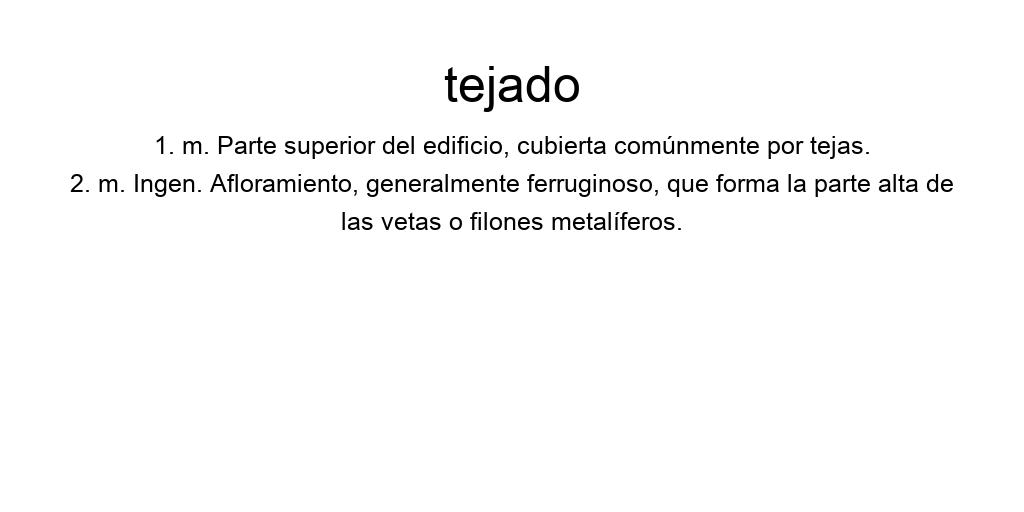 tejado
1. m. Parte superior del edificio, cubierta comúnmente por tejas.
2. m. Ingen. Afloramiento, generalmente ferruginoso, que forma la parte alta de
las vetas o filones metalíferos.